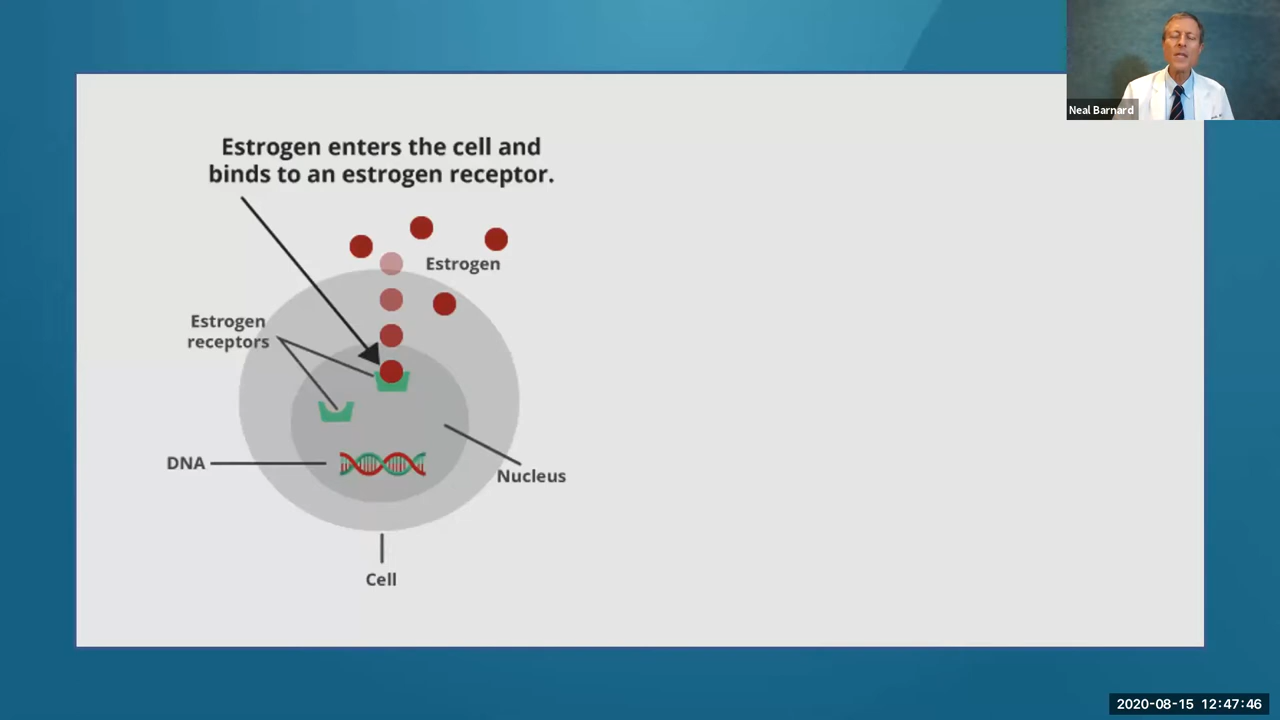 Neal Barnard
Estrogen enters the cell and
binds to an estrogen receptor.
Estrogen
Estrogen
receptors
DNA
Nucleus
Cell
2020-08-15 12:47:46